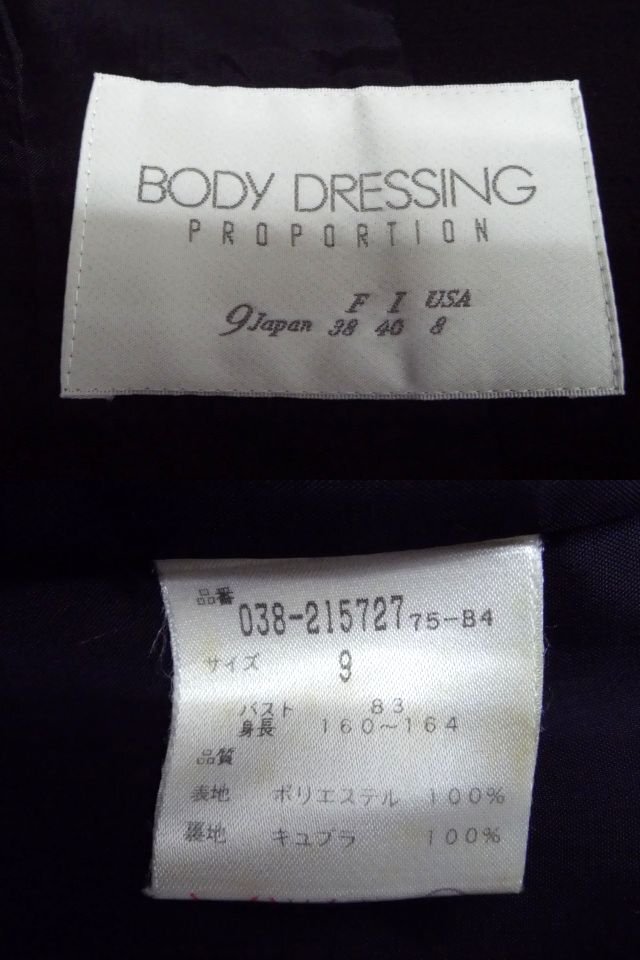 BODY DRESSING
PROPORTION
F I USA
9 Japan 38 40 8
品番
038-215727 75-B4
サイズ 9
バスト 83
身長 160〜164
品質
表地 ポリエステル 100%
裏地 キュプラ 100%